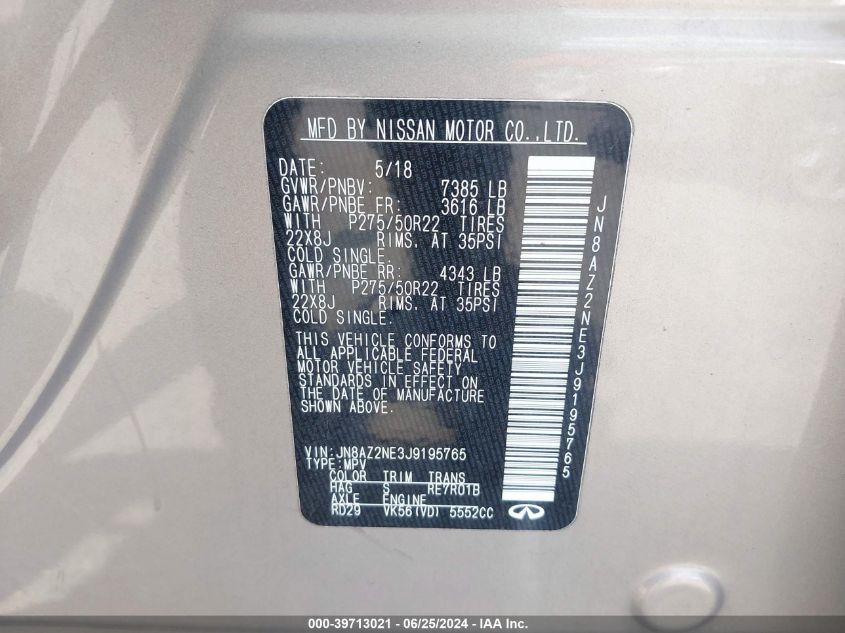 MFD BY NISSAN MOTOR CO.,LTD.
DATE: 5/18
GVWR/PNBV: 7385 LB
GAWR/PNBE FR: 3616 LB
WITH P275/50R22 TIRES
22X8J RIMS. AT 35PSI
COLD SINGLE.
GAWR/PNBE RR: 4343 LB
WITH P275/50R22 TIRES
22X8J RIMS. AT 35PSI
COLD SINGLE.
THIS VEHICLE CONFORMS TO
ALL APPLICABLE FEDERAL
MOTOR VEHICLE SAFETY
STANDARDS IN EFFECT ON
THE DATE OF MANUFACTURE
SHOWN ABOVE.
VIN:JN8AZ2NE3J9195765
TYPE:MPV
COLOR TRIM TRANS
HAG S RE7R01B
AXLE ENGINE
RD29 VK56(VD) 5552CC
JN8AZ2NE3J9195765
000-39713021 - 06/25/2024 - IAA Inc.